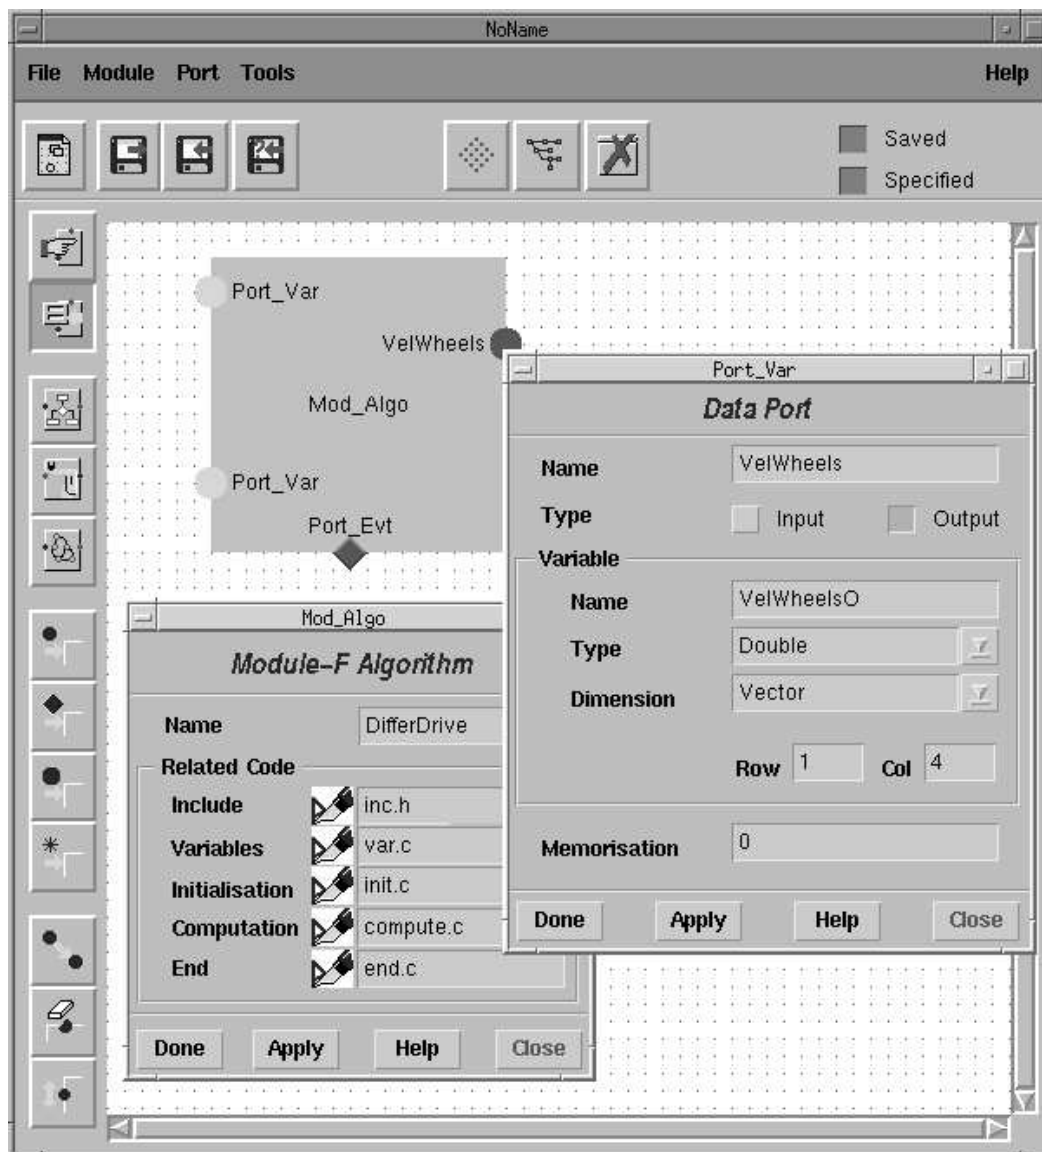 NoName
File Module Port Tools Help
Saved
Specified
Port_Var
VelWheels
Mod_Algo
Port_Var
Port_Evt
Port_Var
Data Port
Name VelWheels
Type Input Output
Variable
Name VelWheelsO
Type Double
Dimension Vector
Row 1 Col 4
Memorisation 0
Done Apply Help Close
Mod_Algo
Module-F Algorithm
Name DifferDrive
Related Code
Include inc.h
Variables var.c
Initialisation init.c
Computation compute.c
End end.c
Done Apply Help Close